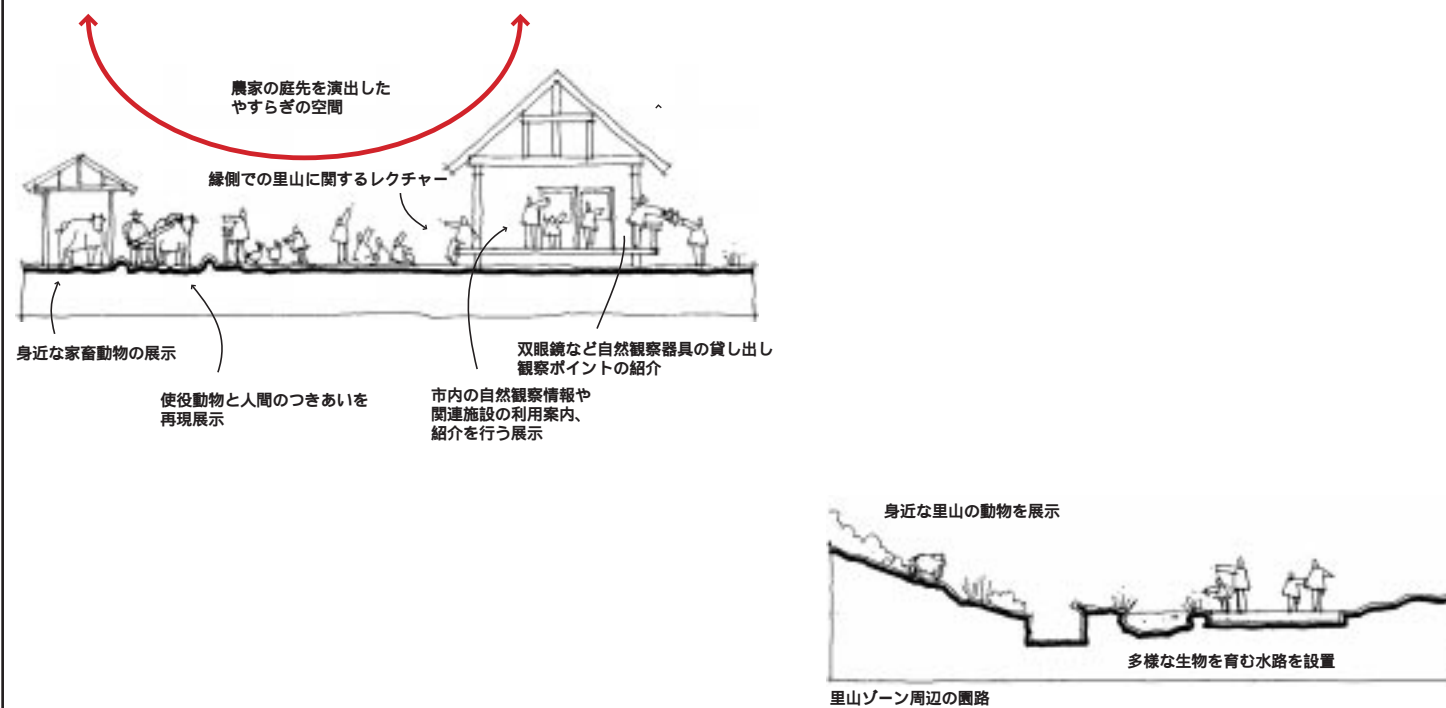 農家の庭先を演出した
やすらぎの空間
縁側での里山に関するレクチャー
身近な家畜動物の展示
使役動物と人間のつきあいを
再現展示
市内の自然観察情報や
関連施設の利用案内、
紹介を行う展示
双眼鏡など自然観察器具の貸し出し
観察ポイントの紹介
身近な里山の動物を展示
多様な生物を育む水路を設置
里山ゾーン周辺の園路